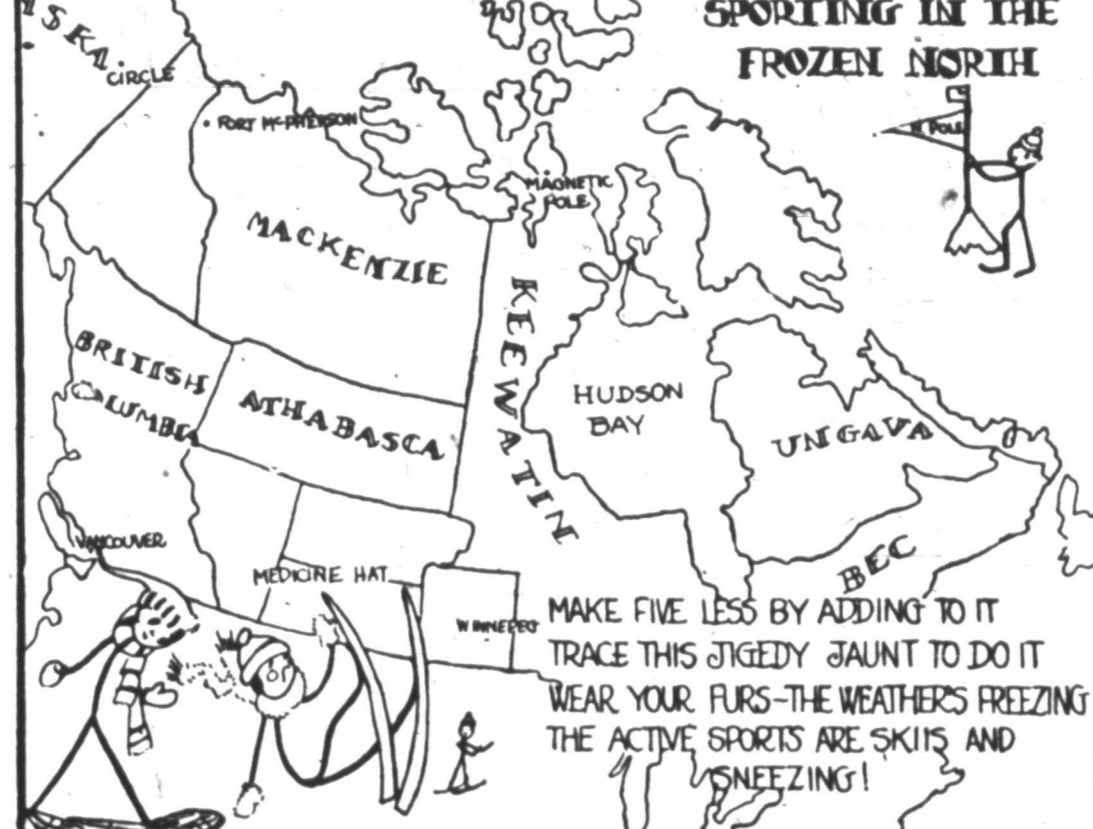 SPORTING IN THE
FROZEN NORTH
N POLE
CIRCLE
FORT McPHERSON
MAGNETIC
POLE
MACKENZIE
KEEWATIN
BRITISH
COLUMBIA
ATHABASCA
HUDSON
BAY
UNGAVA
BEC
VANCOUVER
MEDICINE HAT
WINNEPEG
MAKE FIVE LESS BY ADDING TO IT
TRACE THIS JIGEDY JAUNT TO DO IT
WEAR YOUR FURS-THE WEATHER'S FREEZING
THE ACTIVE SPORTS ARE SKIIS AND
SNEEZING!